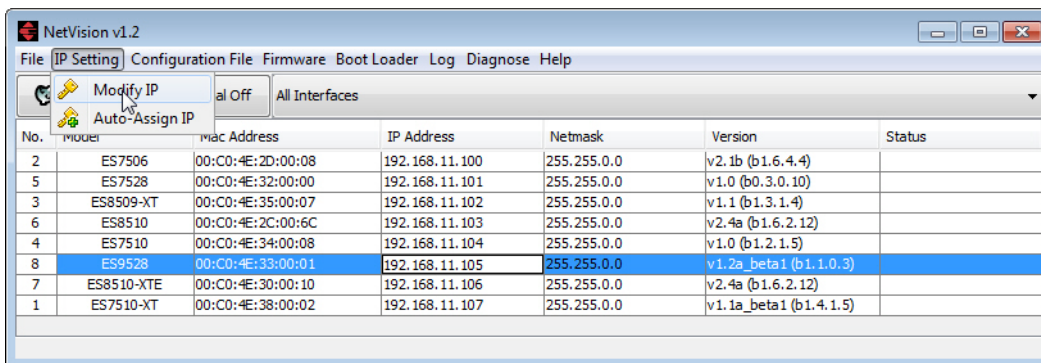 NetVision v1.2
File IP Setting Configuration File Firmware Boot Loader Log Diagnose Help
Modify IP
al Off All Interfaces
Auto-Assign IP
No. Model Mac Address IP Address Netmask Version Status
2 ES7506 00:C0:4E:2D:00:08 192.168.11.100 255.255.0.0 v2.1b (b1.6.4.4)
5 ES7528 00:C0:4E:32:00:00 192.168.11.101 255.255.0.0 v1.0 (b0.3.0.10)
3 ES8509-XT 00:C0:4E:35:00:07 192.168.11.102 255.255.0.0 v1.1 (b1.3.1.4)
6 ES8510 00:C0:4E:2C:00:6C 192.168.11.103 255.255.0.0 v2.4a (b1.6.2.12)
4 ES7510 00:C0:4E:34:00:08 192.168.11.104 255.255.0.0 v1.0 (b1.2.1.5)
8 ES9528 00:C0:4E:33:00:01 192.168.11.105 255.255.0.0 v1.2a_beta1 (b1.1.0.3)
7 ES8510-XTE 00:C0:4E:30:00:10 192.168.11.106 255.255.0.0 v2.4a (b1.6.2.12)
1 ES7510-XT 00:C0:4E:38:00:02 192.168.11.107 255.255.0.0 v1.1a_beta1 (b1.4.1.5)